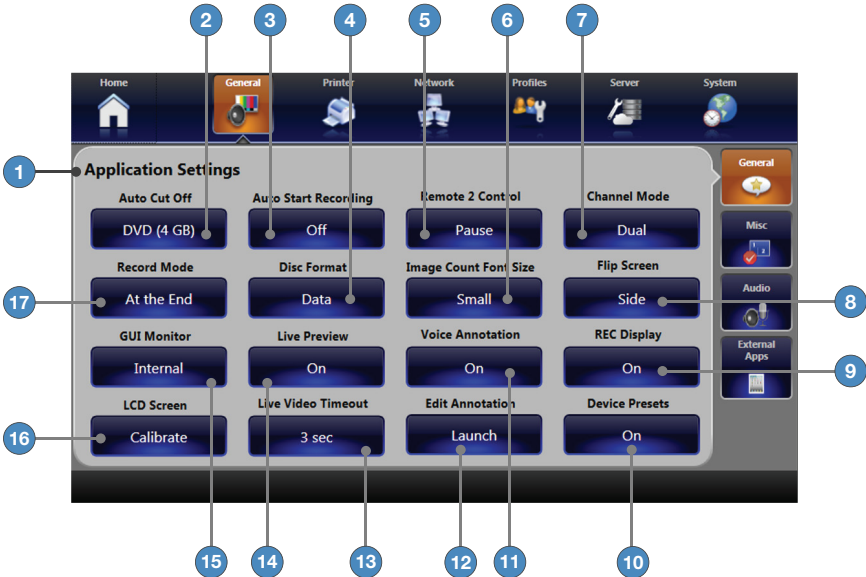 2 3 4 5 6 7
Home General Printer Network Profiles Server System
1
Application Settings
General
Auto Cut Off Auto Start Recording Remote 2 Control Channel Mode
DVD (4 GB) Off Pause Dual
Misc
Record Mode Disc Format Image Count Font Size Flip Screen
17 At the End Data Small Side 8
Audio
GUI Monitor Live Preview Voice Annotation REC Display
External
Apps
Internal On On On 9
LCD Screen Live Video Timeout Edit Annotation Device Presets
16 Calibrate 3 sec Launch On
15 14 13 12 11 10